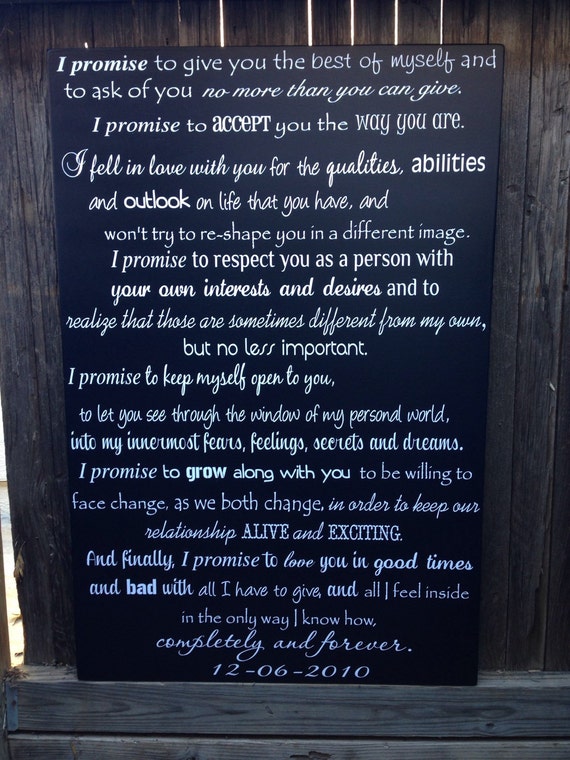 I promise to give you the best of myself and
to ask of you no more than you can give.
I promise to ACCEPT you the way you are.
I fell in love with you for the qualities, abilities
and outlook on life that you have, and
won't try to re-shape you in a different image.
I promise to respect you as a person with
your own interests and desires and to
realize that those are sometimes different from my own,
but no less important.
I promise to keep myself open to you,
to let you see through the window of my personal world,
into my innermost fears, feelings, secrets and dreams.
I promise to grow along with you to be willing to
face change, as we both change, in order to keep our
relationship ALIVE and EXCITING.
And finally, I promise to love you in good times
and bad with all I have to give, and all I feel inside
in the only way I know how,
completely and forever.
12-06-2010